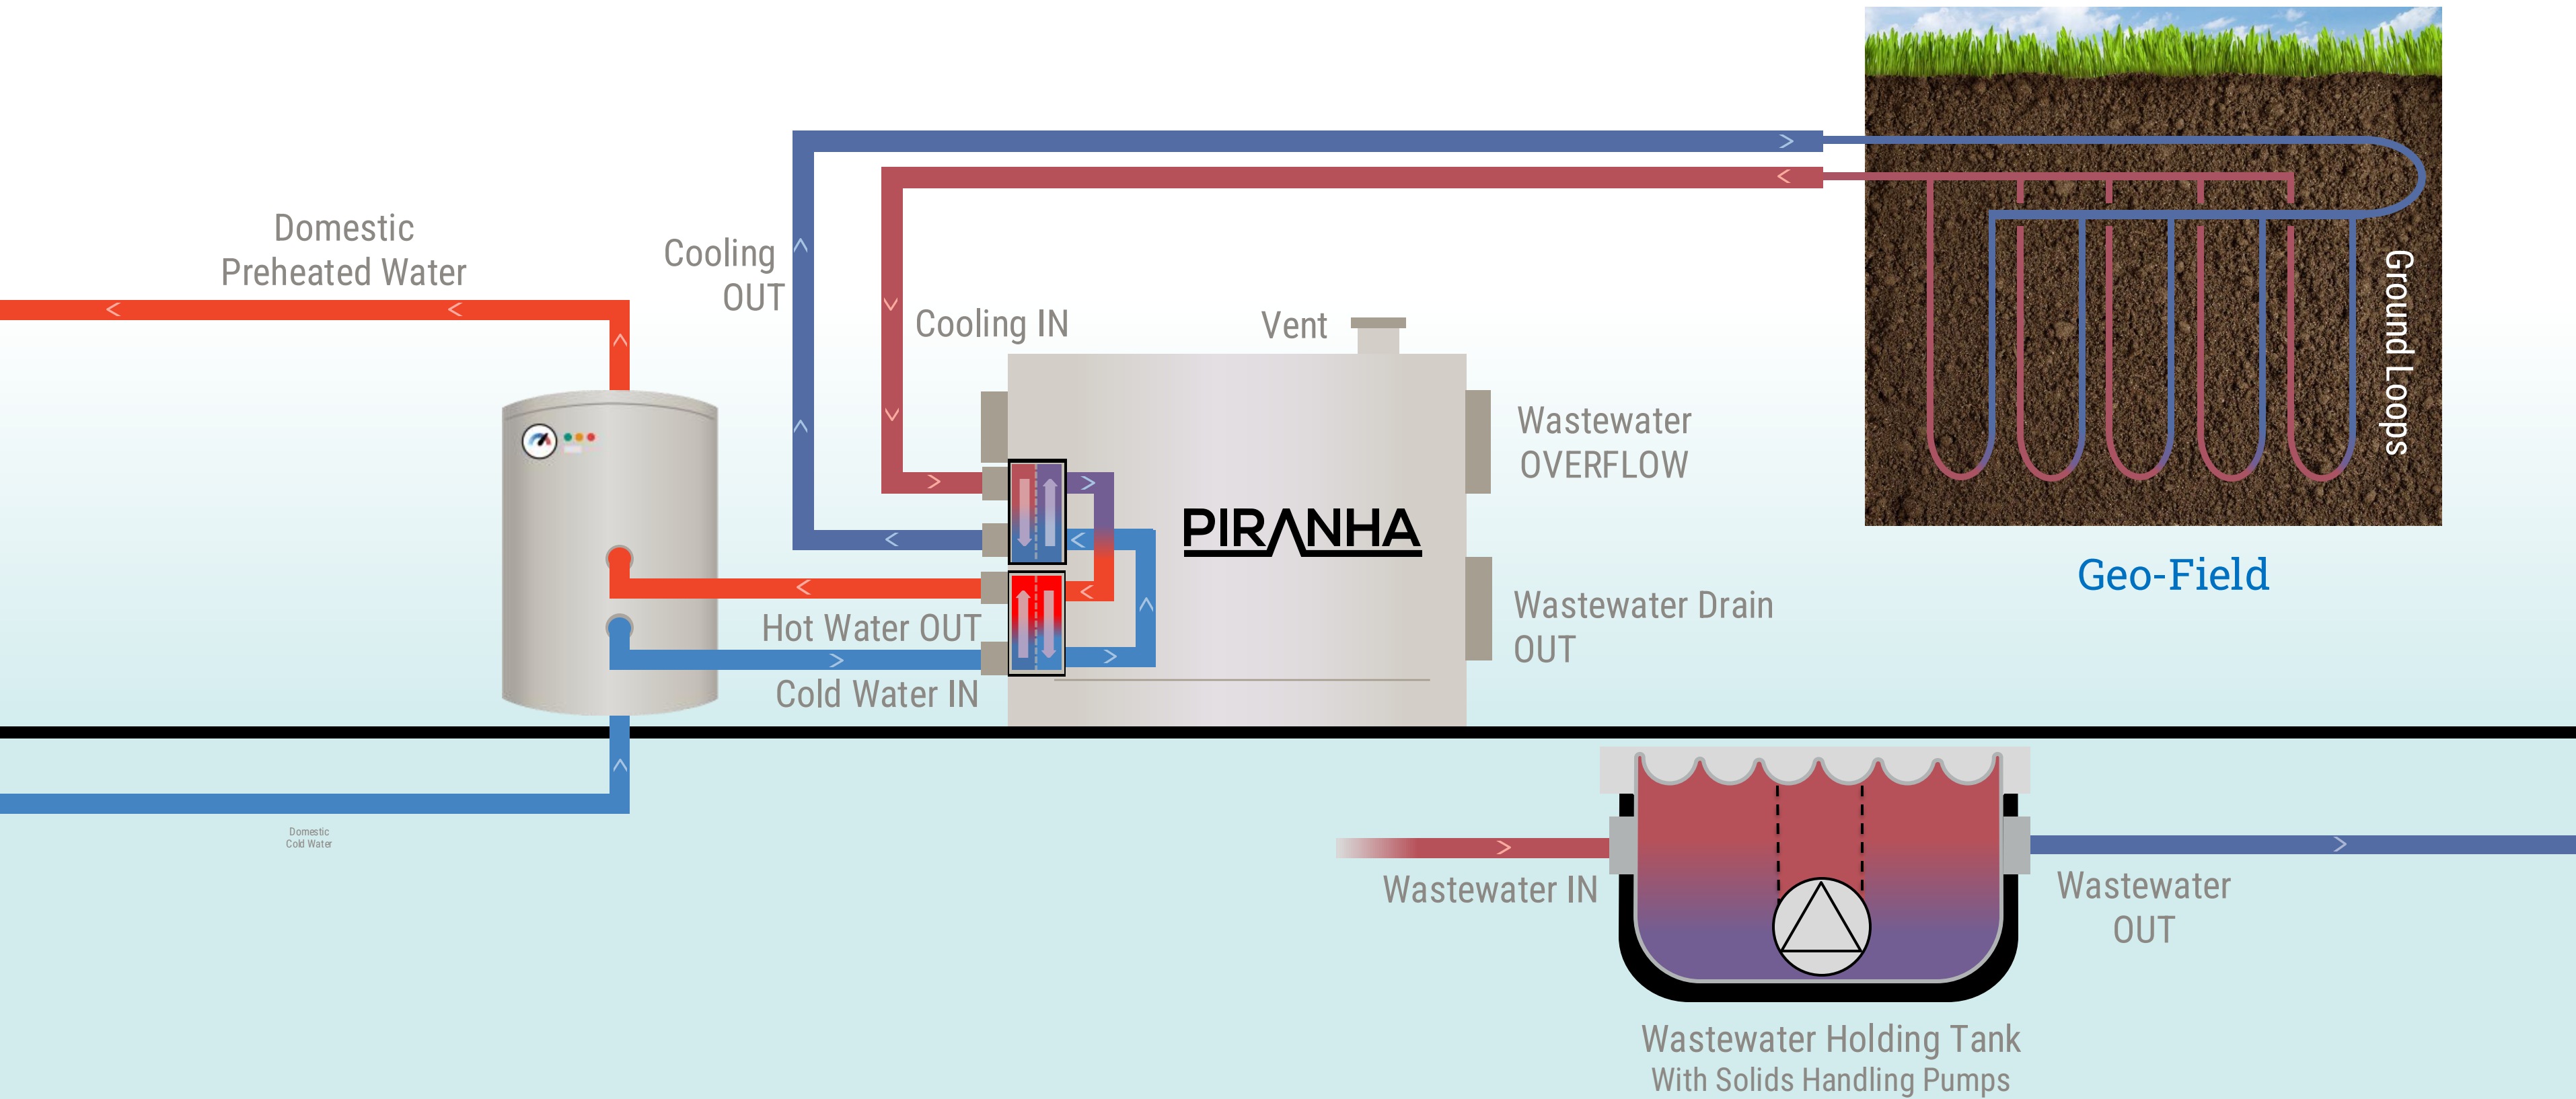 Domestic
Preheated Water
Cooling
OUT
Cooling IN
Vent
Wastewater
OVERFLOW
PIRANHA
Ground Loops
Geo-Field
Hot Water OUT
Wastewater Drain
OUT
Cold Water IN
Domestic
Cold Water
Wastewater IN
Wastewater
OUT
Wastewater Holding Tank
With Solids Handling Pumps